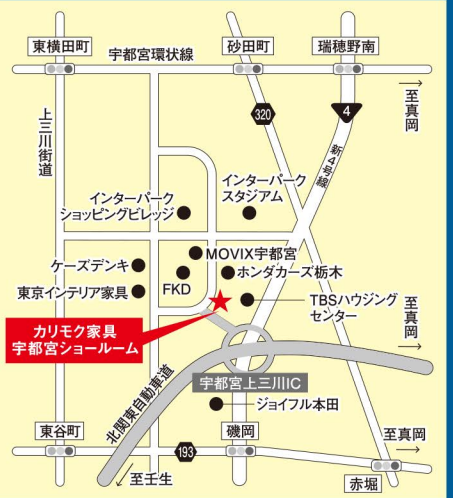 東横田町
宇都宮環状線
砂田町
瑞穂野南
至真岡
上三川街道
320
4
新4号線
インターパーク
ショッピングビレッジ
インターパーク
スタジアム
MOVIX宇都宮
ケーズデンキ
ホンダカーズ栃木
東京インテリア家具
FKD
TBSハウジング
センター
至真岡
カリモク家具
宇都宮ショールーム
北関東自動車道
宇都宮上三川IC
ジョイフル本田
東谷町
193
磯岡
至真岡
至壬生
赤堀